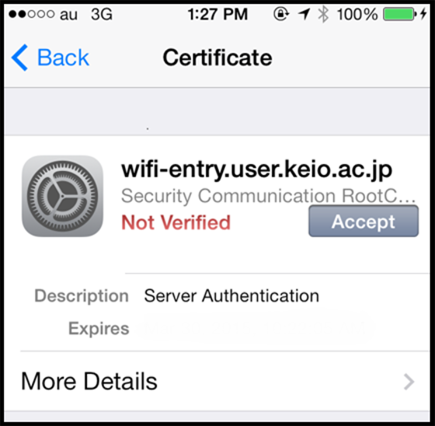 au 3G 1:27 PM 100%
Back Certificate
wifi-entry.user.keio.ac.jp
Security Communication RootC...
Not Verified Accept
Description Server Authentication
Expires
More Details